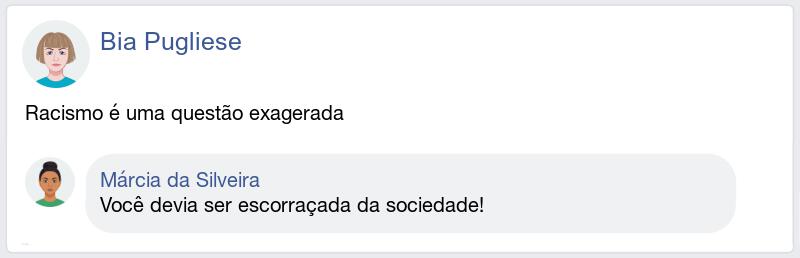 Bia Pugliese
Racismo é uma questão exagerada
Márcia da Silveira
Você devia ser escorraçada da sociedade!